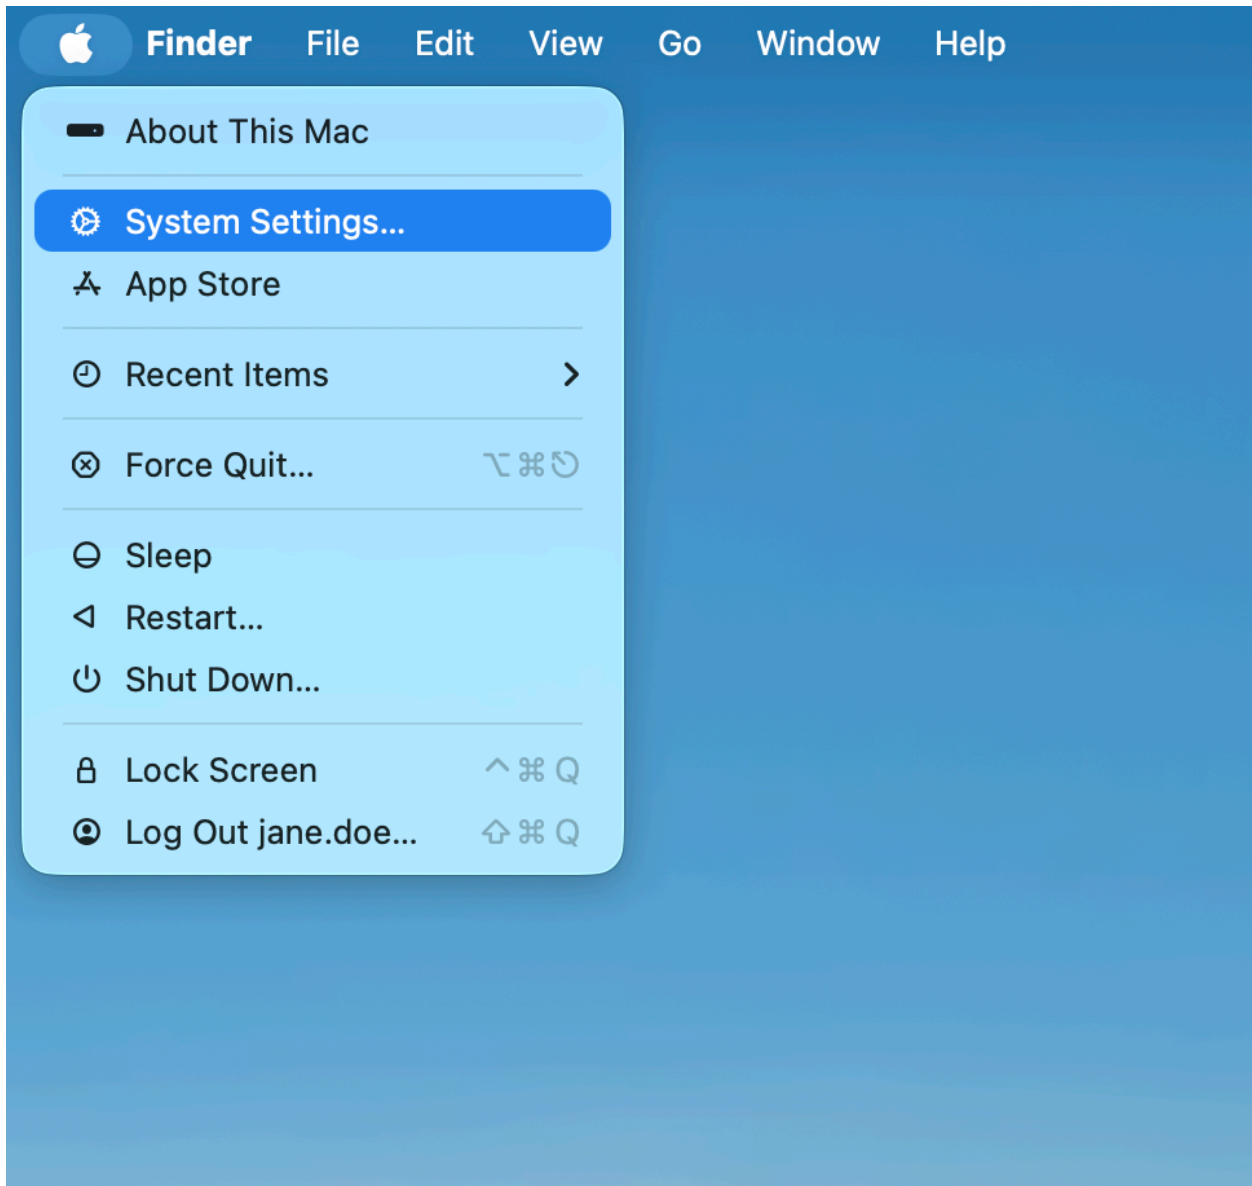 Finder File Edit View Go Window Help
About This Mac
System Settings...
App Store
Recent Items
Force Quit... ⌥⌘⎋
Sleep
Restart...
Shut Down...
Lock Screen ^⌘Q
Log Out jane.doe... ⇧⌘Q